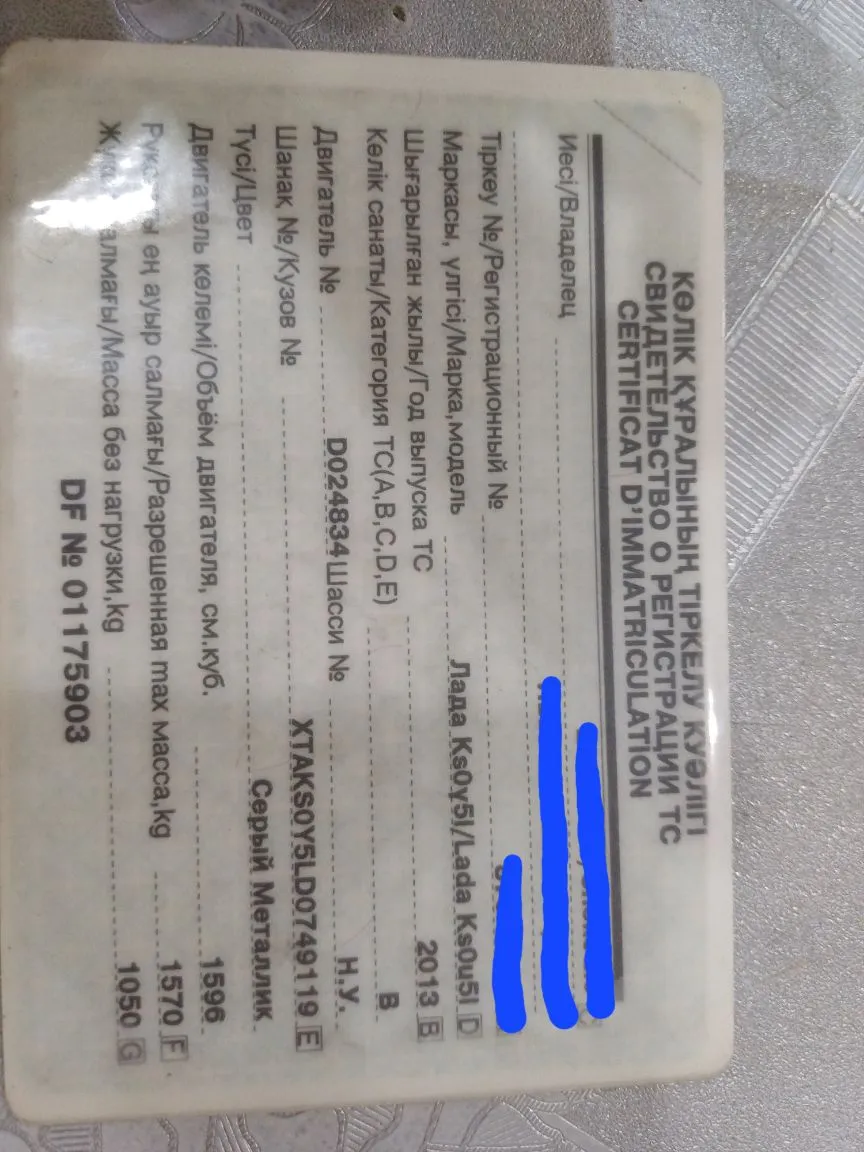 КӨЛІК ҚҰРАЛЫНЫҢ ТІРКЕЛУ КУӘЛІГІ
СВИДЕТЕЛЬСТВО О РЕГИСТРАЦИИ ТС
CERTIFICAT D'IMMATRICULATION
Иесі/Владелец
Тіркеу №/Регистрационный №
Маркасы, үлгісі/Марка,модель Лада Ks0y5l/Lada Ks0u5l D
Шығарылған жылы/Год выпуска ТС 2013 B
Көлік санаты/Категория ТС(A,B,C,D,E) B
Двигатель № D024834 Шасси № Н.У.
Шанак №/Кузов № XTAKS0Y5LD0749119 E
Түсі/Цвет Серый Металлик
Двигатель көлемі/Объём двигателя, см.куб. 1596
ең ауыр салмағы/Разрешенная max масса,kg 1570 F
салмағы/Масса без нагрузки,kg 1050 G
DF № 01175903